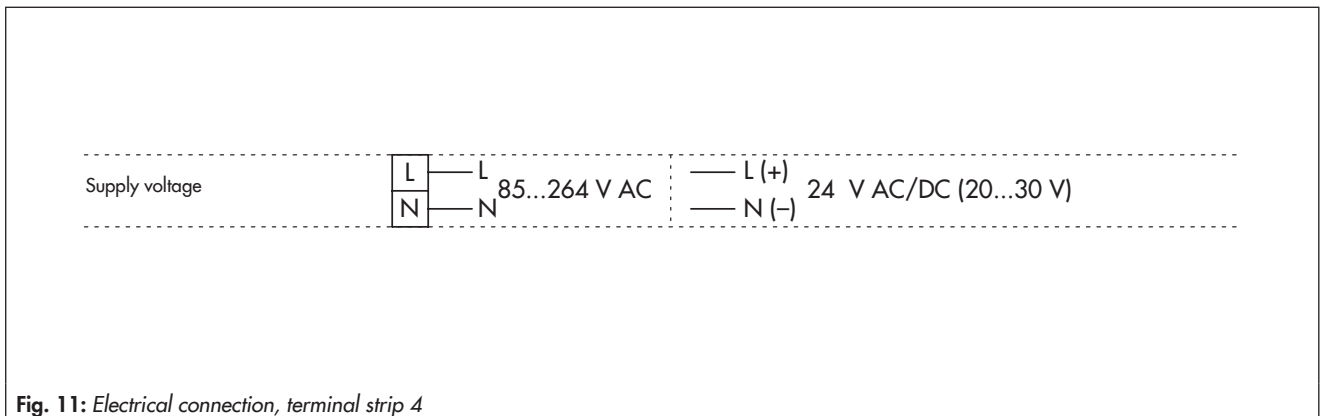 Supply voltage L L 85...264 V AC L (+) 24 V AC/DC (20...30 V)
N N N (–)
Fig. 11: Electrical connection, terminal strip 4